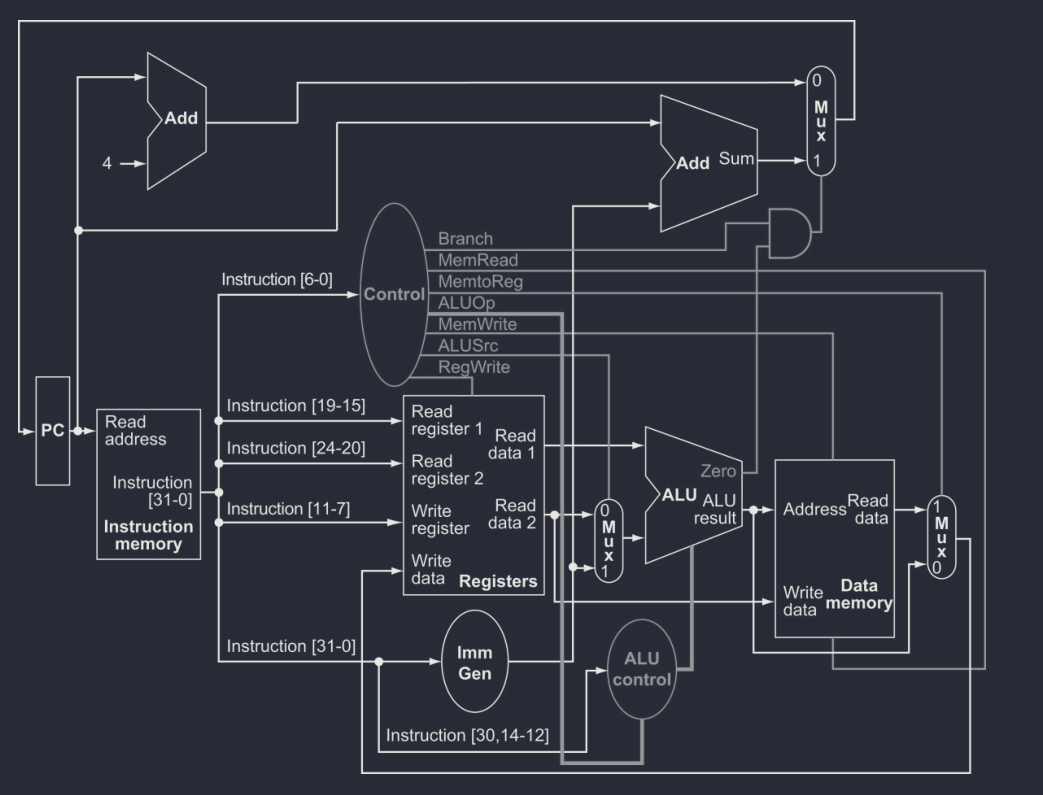 0
Mux
1
Add
4
Add
Sum
Branch
MemRead
MemtoReg
ALUOp
MemWrite
ALUSrc
RegWrite
Control
Instruction [6-0]
PC
Read
address
Instruction
[31-0]
Instruction
memory
Instruction [19-15]
Instruction [24-20]
Instruction [11-7]
Read
register 1
Read
register 2
Write
register
Write
data
Read
data 1
Read
data 2
Registers
0
Mux
1
Zero
ALU
ALU
result
Address
Read
data
Write
data
Data
memory
1
Mux
0
Instruction [31-0]
Imm
Gen
ALU
control
Instruction [30,14-12]